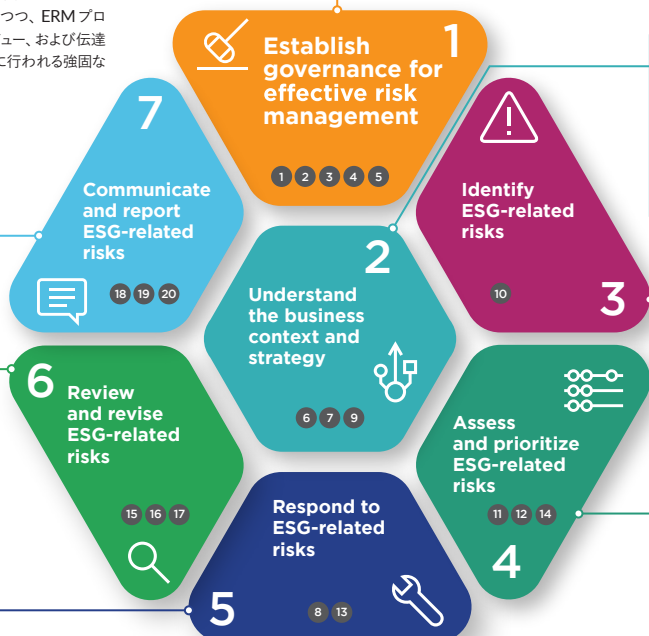 つつ、ERMプロ
ュー、および伝達
に行われる強固な
1
Establish
governance for
effective risk
management
1 2 3 4 5
7
Communicate
and report
ESG-related
risks
18 19 20
Identify
ESG-related
risks
10
3
2
Understand
the business
context and
strategy
6 7 9
6
Review
and revise
ESG-related
risks
15 16 17
Assess
and prioritize
ESG-related
risks
11 12 14
4
Respond to
ESG-related
risks
5
8 13